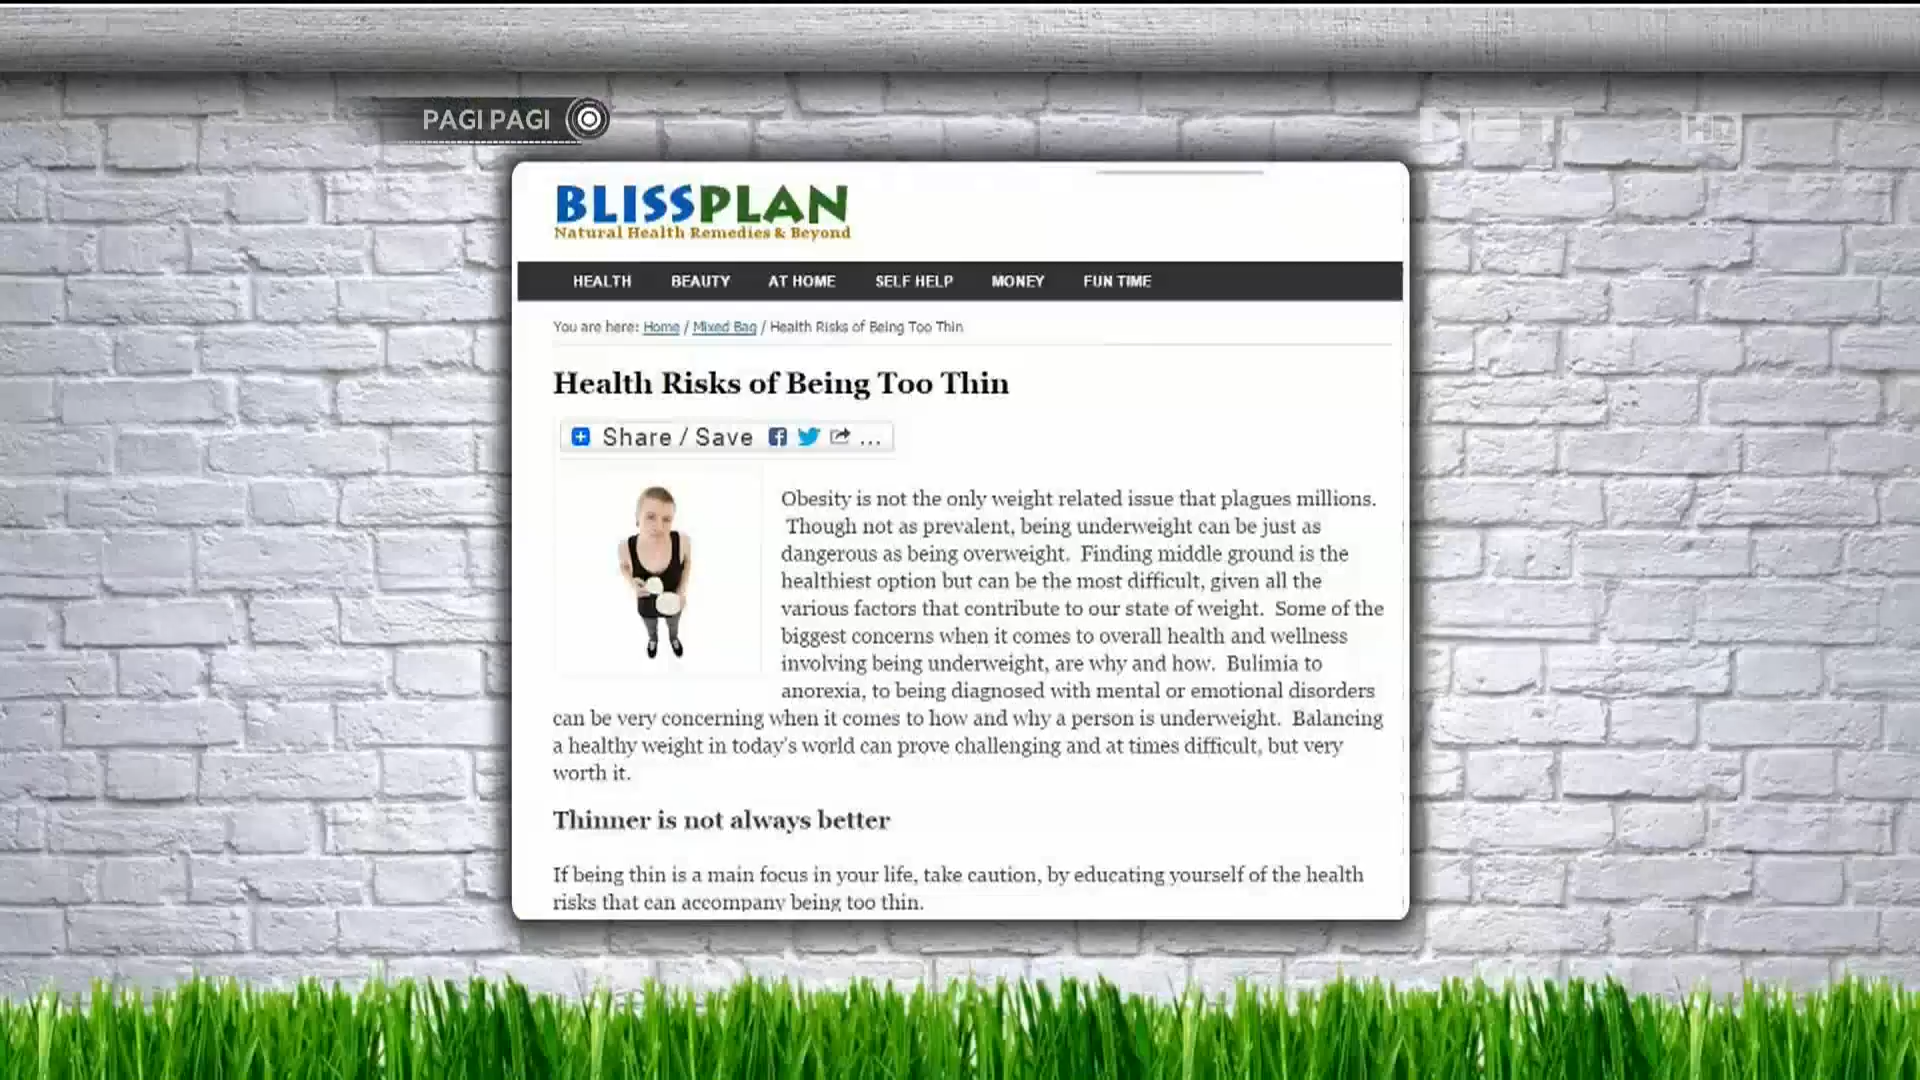 PAGI PAGI
NET.
HD
BLISSPLAN
Natural Health Remedies & Beyond
HEALTH BEAUTY AT HOME SELF HELP MONEY FUN TIME
You are here: Home / Mixed Bag / Health Risks of Being Too Thin
Health Risks of Being Too Thin
Share / Save ...
Obesity is not the only weight related issue that plagues millions.
Though not as prevalent, being underweight can be just as
dangerous as being overweight. Finding middle ground is the
healthiest option but can be the most difficult, given all the
various factors that contribute to our state of weight. Some of the
biggest concerns when it comes to overall health and wellness
involving being underweight, are why and how. Bulimia to
anorexia, to being diagnosed with mental or emotional disorders
can be very concerning when it comes to how and why a person is underweight. Balancing
a healthy weight in today's world can prove challenging and at times difficult, but very
worth it.
Thinner is not always better
If being thin is a main focus in your life, take caution, by educating yourself of the health
risks that can accompany being too thin.